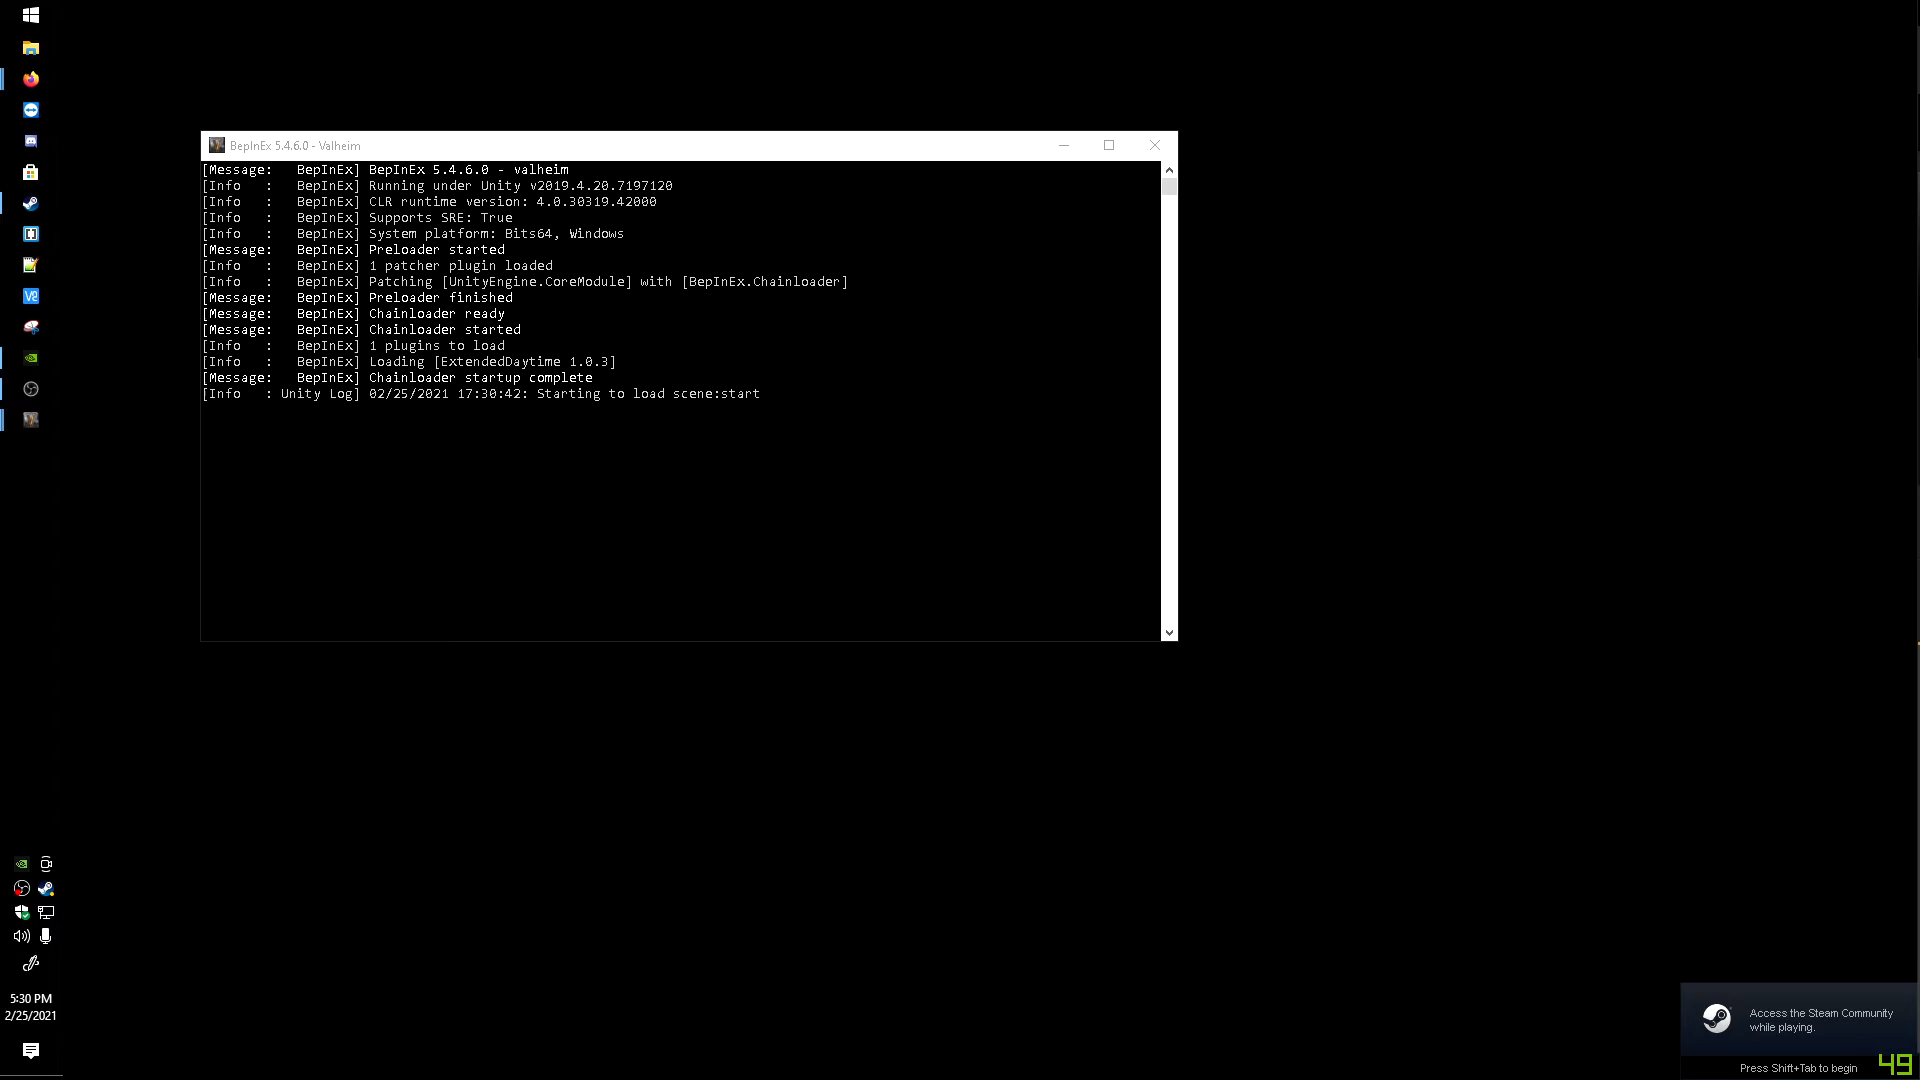 BepInEx 5.4.6.0 - Valheim
[Message:   BepInEx] BepInEx 5.4.6.0 - valheim
[Info   :   BepInEx] Running under Unity v2019.4.20.7197120
[Info   :   BepInEx] CLR runtime version: 4.0.30319.42000
[Info   :   BepInEx] Supports SRE: True
[Info   :   BepInEx] System platform: Bits64, Windows
[Message:   BepInEx] Preloader started
[Info   :   BepInEx] 1 patcher plugin loaded
[Info   :   BepInEx] Patching [UnityEngine.CoreModule] with [BepInEx.Chainloader]
[Message:   BepInEx] Preloader finished
[Message:   BepInEx] Chainloader ready
[Message:   BepInEx] Chainloader started
[Info   :   BepInEx] 1 plugins to load
[Info   :   BepInEx] Loading [ExtendedDaytime 1.0.3]
[Message:   BepInEx] Chainloader startup complete
[Info   : Unity Log] 02/25/2021 17:30:42: Starting to load scene:start
5:30 PM
2/25/2021
Access the Steam Community
while playing.
Press Shift+Tab to begin
49